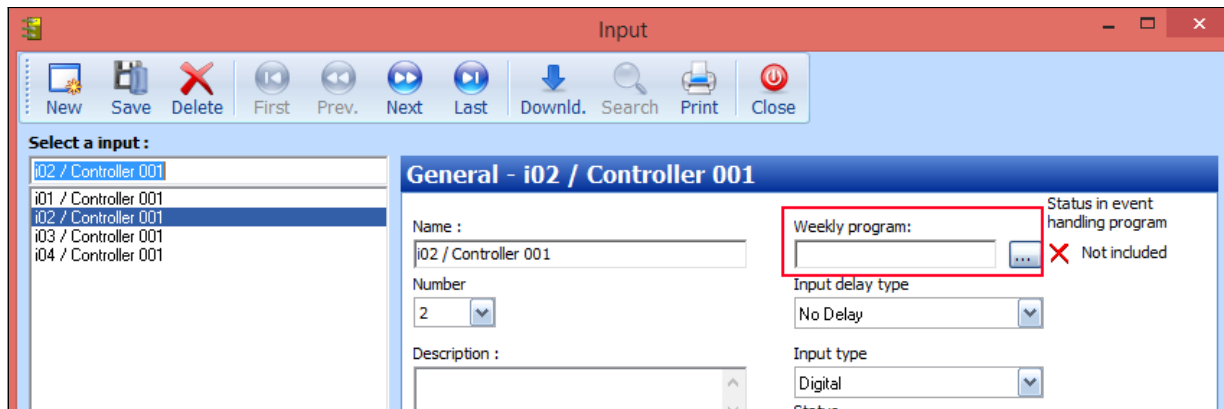 Input
New Save Delete First Prev. Next Last Downld. Search Print Close
Select a input :
i02 / Controller 001
i01 / Controller 001
i02 / Controller 001
i03 / Controller 001
i04 / Controller 001
General - i02 / Controller 001
Name :
i02 / Controller 001
Number
2
Description :
Weekly program:
...
Status in event
handling program
Not included
Input delay type
No Delay
Input type
Digital
Status